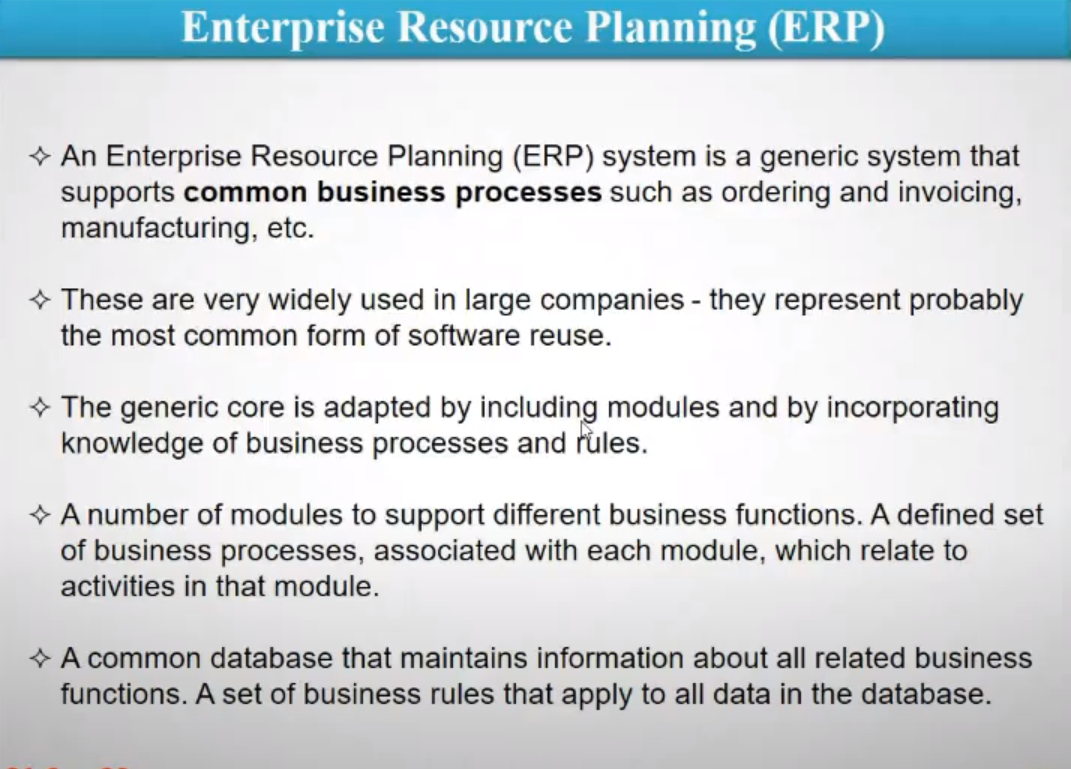 Enterprise Resource Planning (ERP)
✧ An Enterprise Resource Planning (ERP) system is a generic system that
supports common business processes such as ordering and invoicing,
manufacturing, etc.
✧ These are very widely used in large companies - they represent probably
the most common form of software reuse.
✧ The generic core is adapted by including modules and by incorporating
knowledge of business processes and rules.
✧ A number of modules to support different business functions. A defined set
of business processes, associated with each module, which relate to
activities in that module.
✧ A common database that maintains information about all related business
functions. A set of business rules that apply to all data in the database.